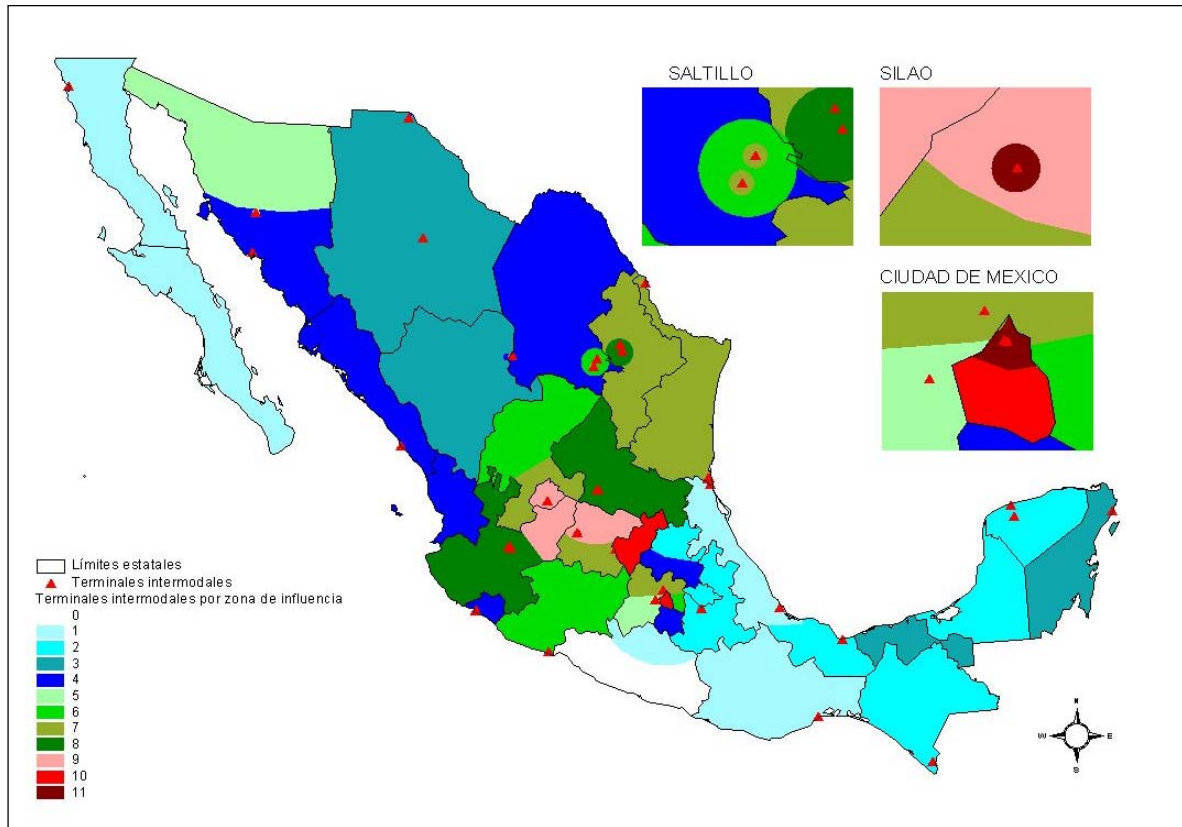 SALTILLO
SILAO
CIUDAD DE MEXICO
Límites estatales
Terminales intermodales
Terminales intermodales por zona de influencia
0
1
2
3
4
5
6
7
8
9
10
11
N
W E
S